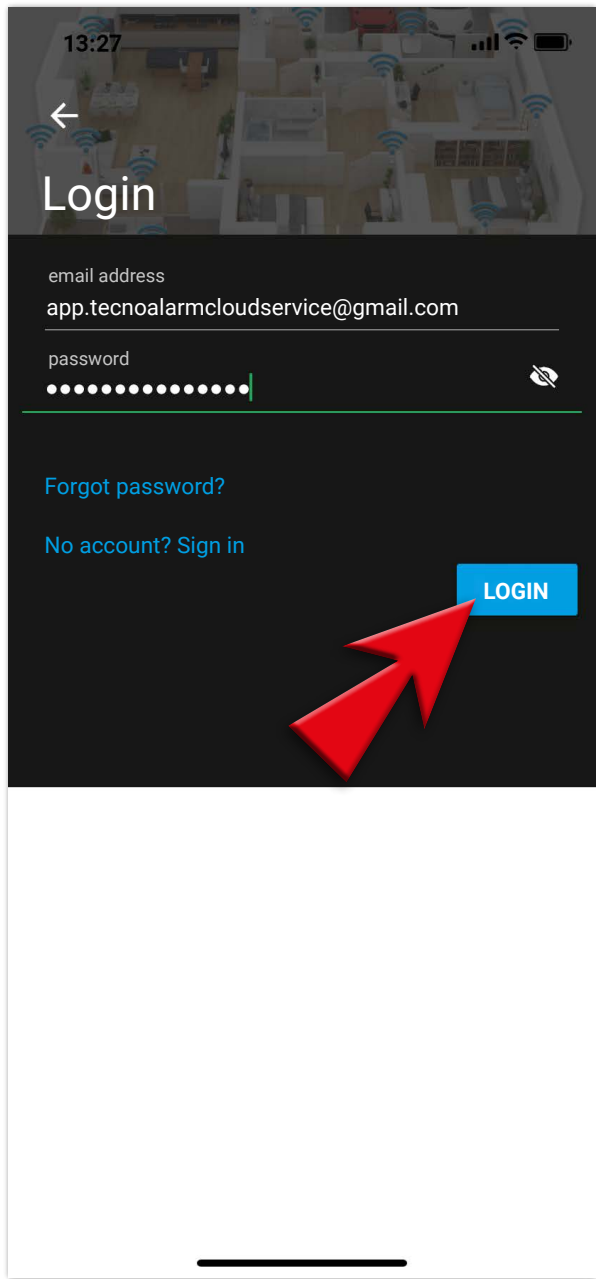 13:27
Login
email address
app.tecnoalarmcloudservice@gmail.com
password
•••••••••••••••
Forgot password?
No account? Sign in
LOGIN